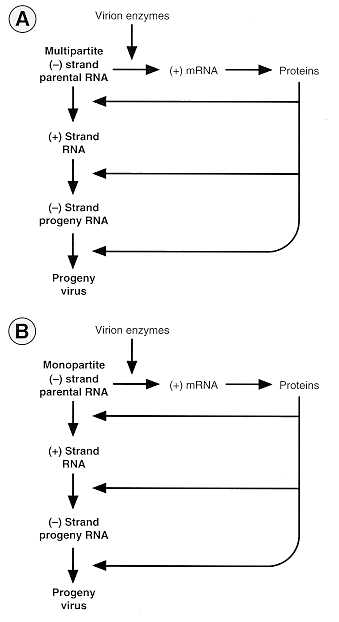 A
Virion enzymes
Multipartite
(−) strand
parental RNA
(+) mRNA
Proteins
(+) Strand
RNA
(−) Strand
progeny RNA
Progeny
virus
B
Virion enzymes
Monopartite
(−) strand
parental RNA
(+) mRNA
Proteins
(+) Strand
RNA
(−) Strand
progeny RNA
Progeny
virus